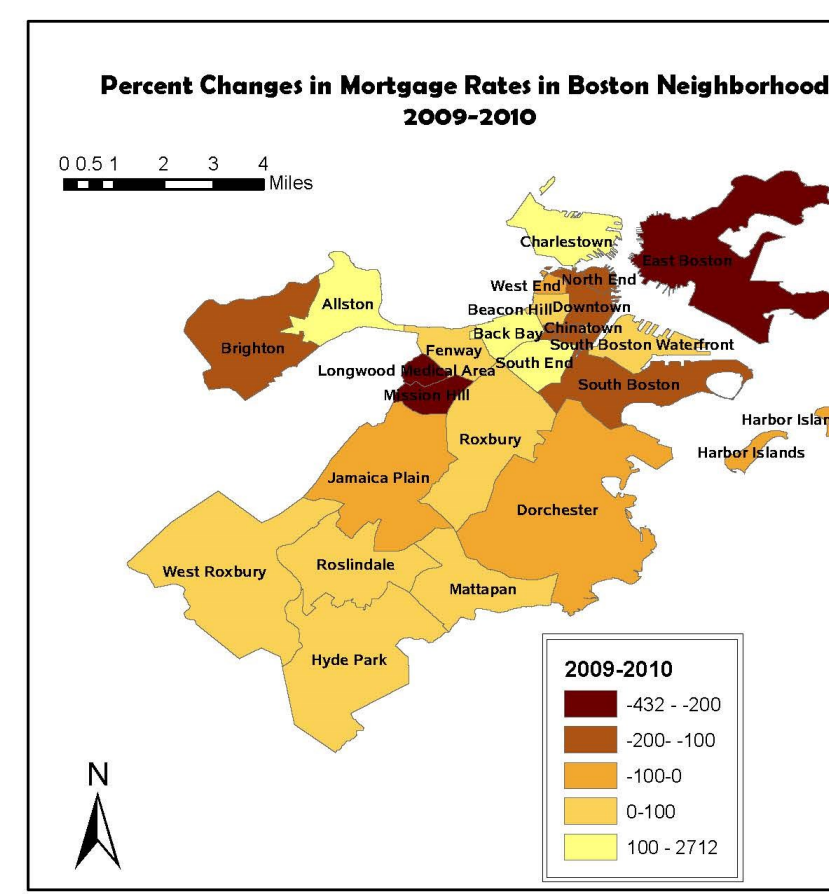 Percent Changes in Mortgage Rates in Boston Neighborhood
2009-2010
0 0.5 1 2 3 4
Miles
Charlestown
East Boston
West End
North End
Allston
Beacon Hill
Downtown
Back Bay
Chinatown
Brighton
Fenway
South Boston Waterfront
Longwood Medical Area
South End
Mission Hill
South Boston
Harbor Islan
Roxbury
Harbor Islands
Jamaica Plain
Dorchester
West Roxbury
Roslindale
Mattapan
Hyde Park
2009-2010
-432 - -200
-200- -100
-100-0
0-100
100 - 2712
N